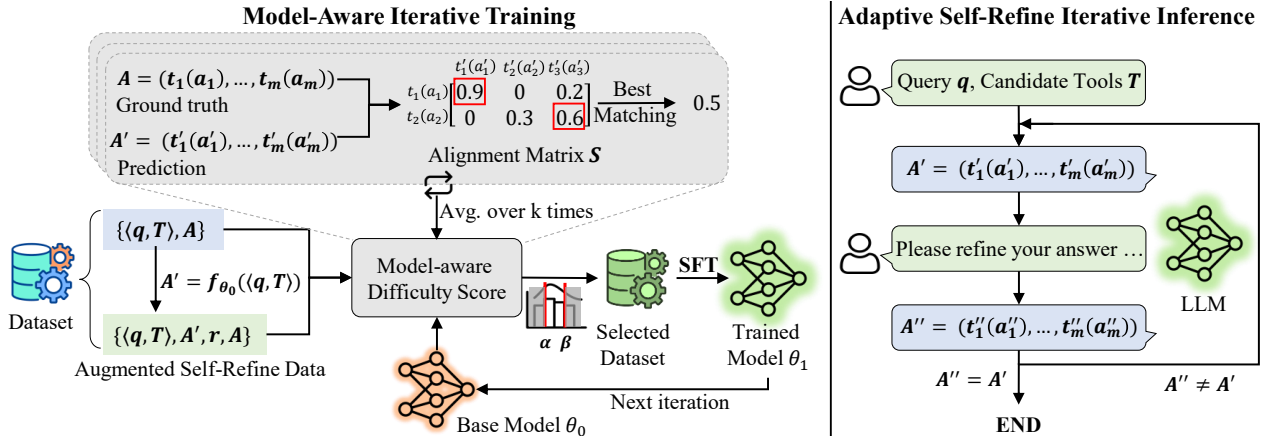 Model-Aware Iterative Training
A = (t₁(a₁), ..., tₘ(aₘ))
Ground truth
A′ = (t′₁(a′₁), ..., t′ₘ(a′ₘ))
Prediction
t′₁(a′₁) t′₂(a′₂) t′₃(a′₃)
t₁(a₁) [0.9 0 0.2]
t₂(a₂) [0 0.3 0.6]
Alignment Matrix S
Best
Matching
0.5
Avg. over k times
Dataset
{⟨q, T⟩, A}
A′ = f_θ₀(⟨q, T⟩)
{⟨q, T⟩, A′, r, A}
Augmented Self-Refine Data
Model-aware
Difficulty Score
α β
Selected
Dataset
SFT
Trained
Model θ₁
Next iteration
Base Model θ₀
Adaptive Self-Refine Iterative Inference
Query q, Candidate Tools T
A′ = (t′₁(a′₁), ..., t′ₘ(a′ₘ))
Please refine your answer ...
LLM
A′′ = (t′′₁(a′′₁), ..., t′′ₘ(a′′ₘ))
A′′ = A′
A′′ ≠ A′
END